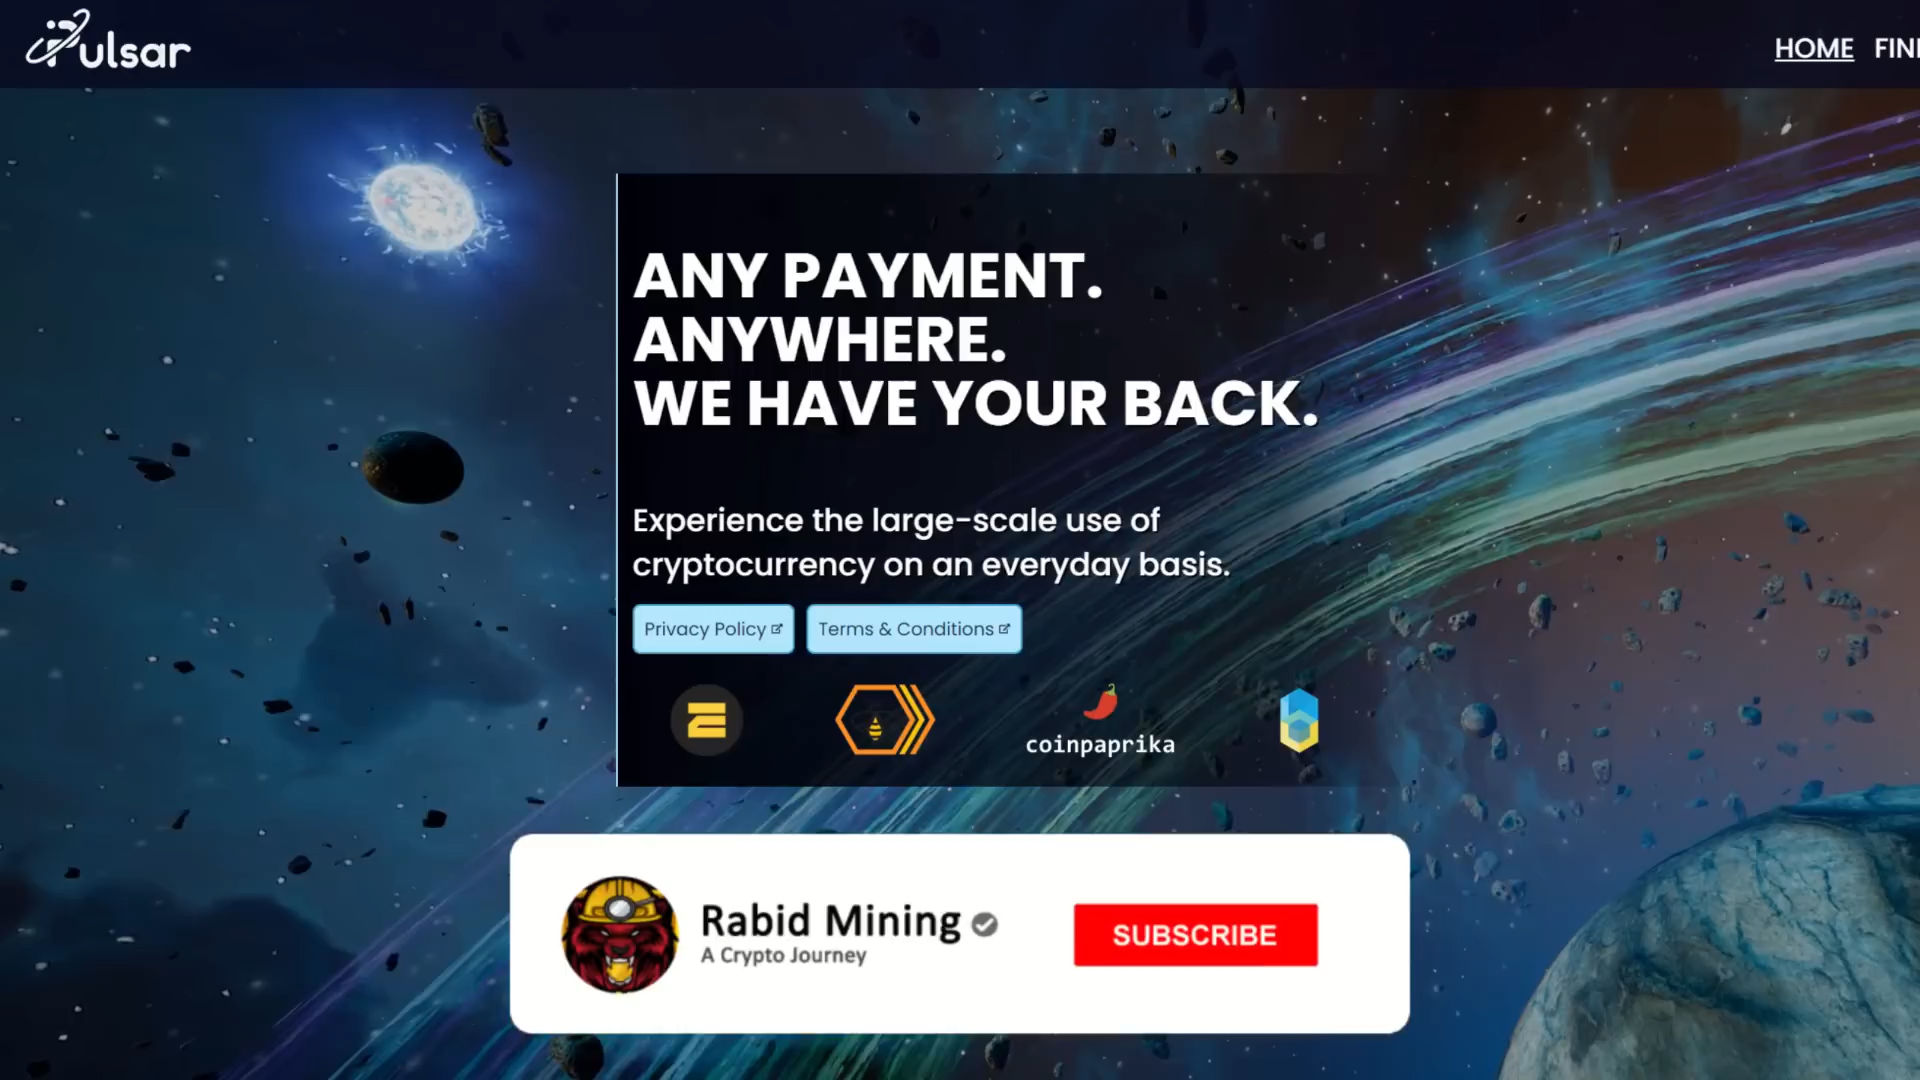 Pulsar
HOME
ANY PAYMENT.
ANYWHERE.
WE HAVE YOUR BACK.
Experience the large-scale use of
cryptocurrency on an everyday basis.
Privacy Policy
Terms & Conditions
coinpaprika
Rabid Mining
A Crypto Journey
SUBSCRIBE